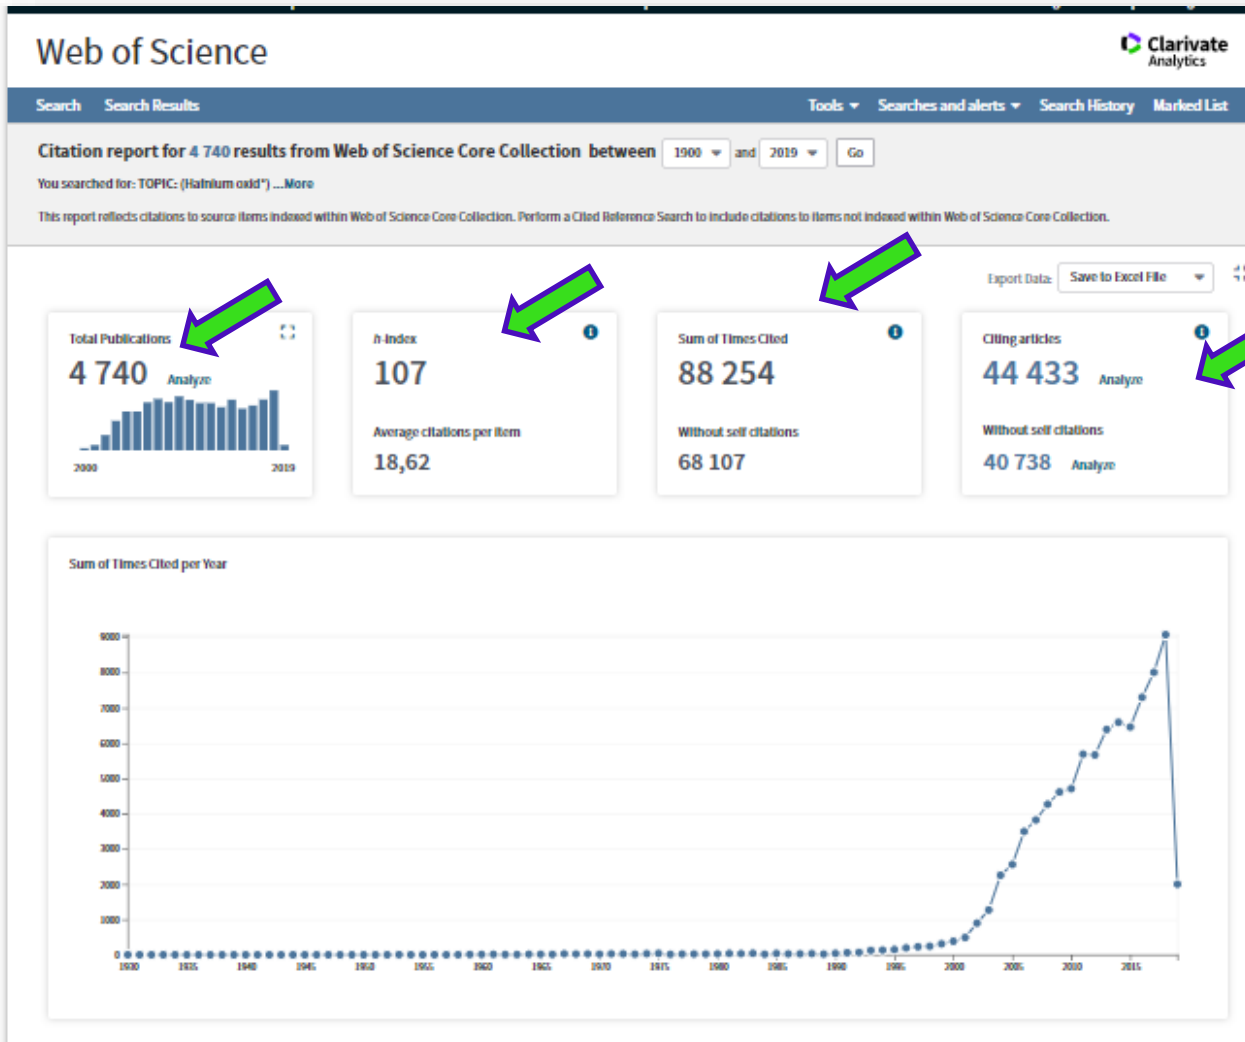 Web of Science
Clarivate
Analytics
Search Search Results Tools Searches and alerts Search History Marked List
Citation report for 4 740 results from Web of Science Core Collection between 1900 and 2019 Go
You searched for: TOPIC: (Hafnium oxid*) ...More
This report reflects citations to source items indexed within Web of Science Core Collection. Perform a Cited Reference Search to include citations to items not indexed within Web of Science Core Collection.
Export Data: Save to Excel File
Total Publications
4 740 Analyze
2000 2019
h-index
107
Average citations per item
18,62
Sum of Times Cited
88 254
Without self citations
68 107
Citing articles
44 433 Analyze
Without self citations
40 738 Analyze
Sum of Times Cited per Year
9000
8000
7000
6000
5000
4000
3000
2000
1000
0
1930 1935 1940 1945 1950 1955 1960 1965 1970 1975 1980 1985 1990 1995 2000 2005 2010 2015